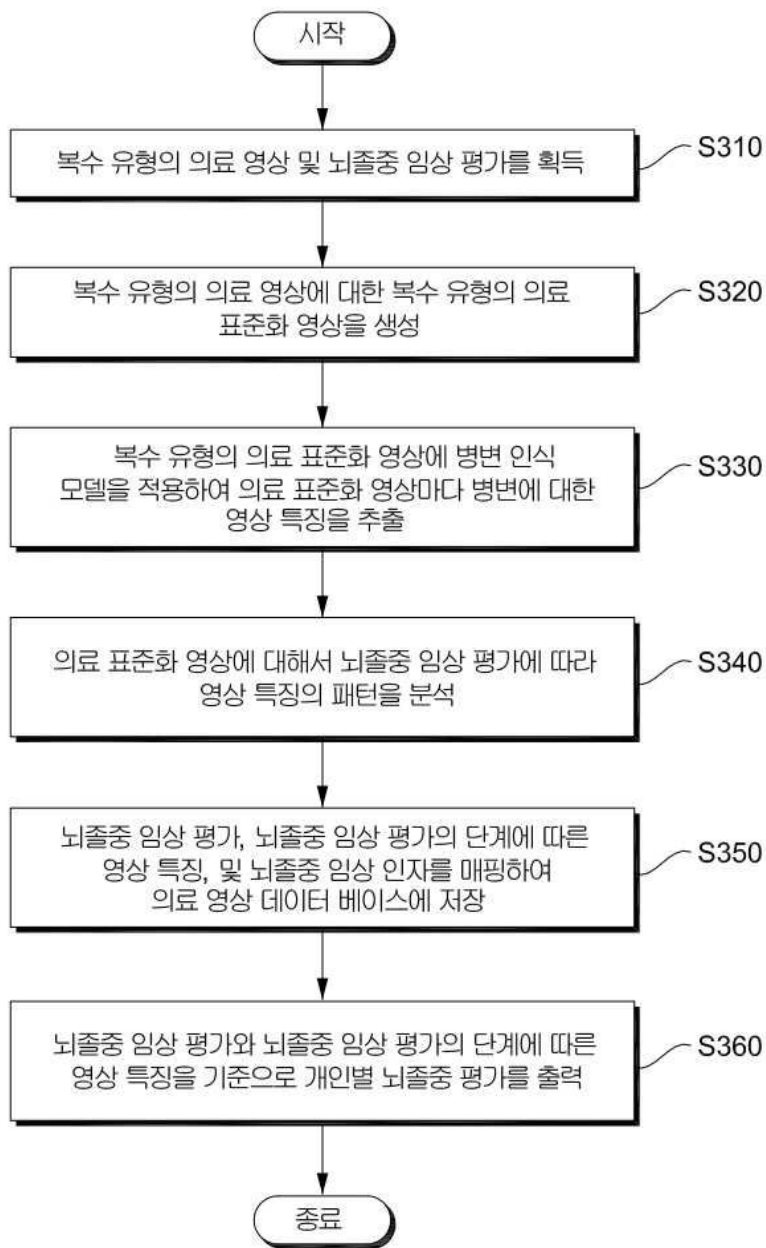 시작
복수 유형의 의료 영상 및 뇌졸중 임상 평가를 획득
S310
복수 유형의 의료 영상에 대한 복수 유형의 의료
표준화 영상을 생성
S320
복수 유형의 의료 표준화 영상에 병변 인식
모델을 적용하여 의료 표준화 영상마다 병변에 대한
영상 특징을 추출
S330
의료 표준화 영상에 대해서 뇌졸중 임상 평가에 따라
영상 특징의 패턴을 분석
S340
뇌졸중 임상 평가, 뇌졸중 임상 평가의 단계에 따른
영상 특징, 및 뇌졸중 임상 인자를 매핑하여
의료 영상 데이터 베이스에 저장
S350
뇌졸중 임상 평가와 뇌졸중 임상 평가의 단계에 따른
영상 특징을 기준으로 개인별 뇌졸중 평가를 출력
S360
종료